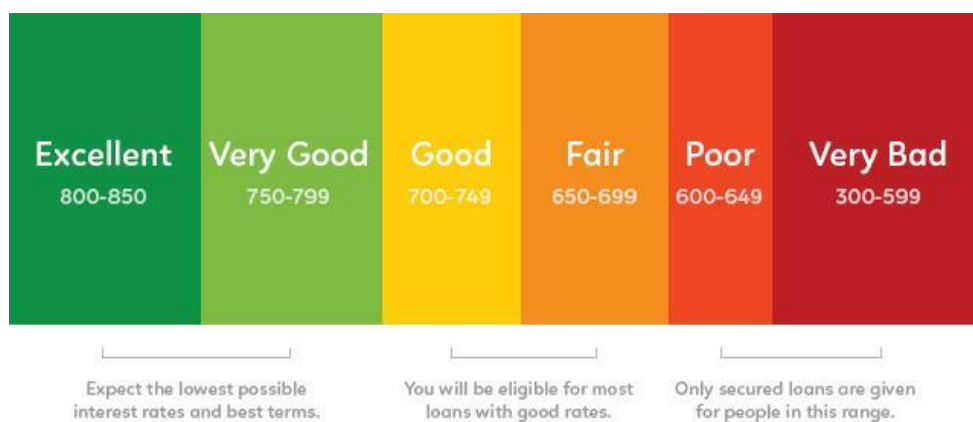 Excellent
800-850
Very Good
750-799
Good
700-749
Fair
650-699
Poor
600-649
Very Bad
300-599
Expect the lowest possible
interest rates and best terms.
You will be eligible for most
loans with good rates.
Only secured loans are given
for people in this range.